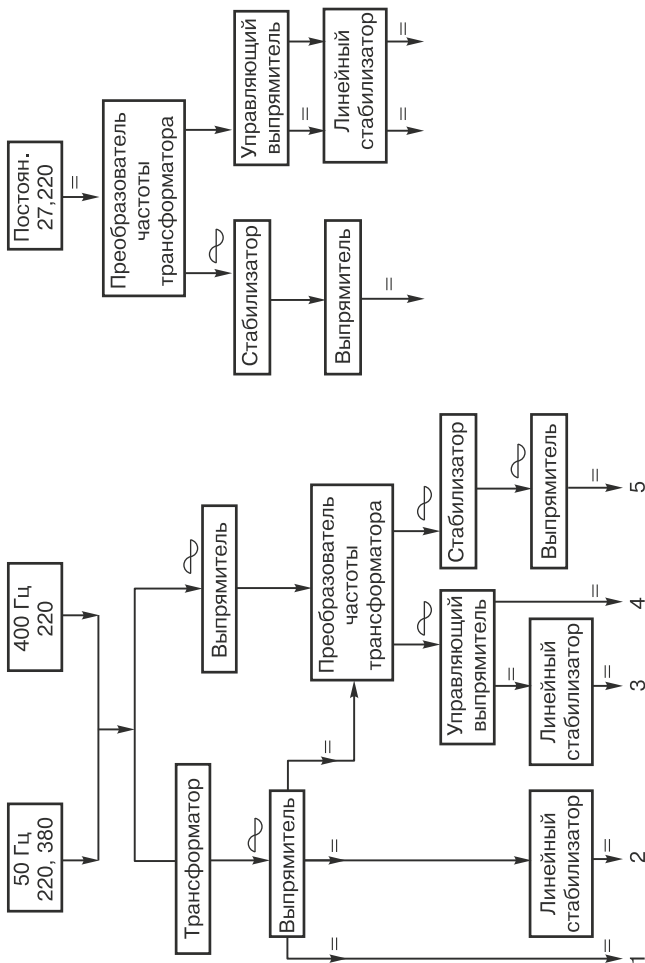 50 Гц
220, 380
400 Гц
220
Трансформатор
Выпрямитель
Выпрямитель
Преобразователь
частоты
трансформатора
Управляющий
выпрямитель
Стабилизатор
Линейный
стабилизатор
Линейный
стабилизатор
Выпрямитель
1
2
3
4
5
Постоян.
27,220
Преобразователь
частоты
трансформатора
Стабилизатор
Управляющий
выпрямитель
Выпрямитель
Линейный
стабилизатор